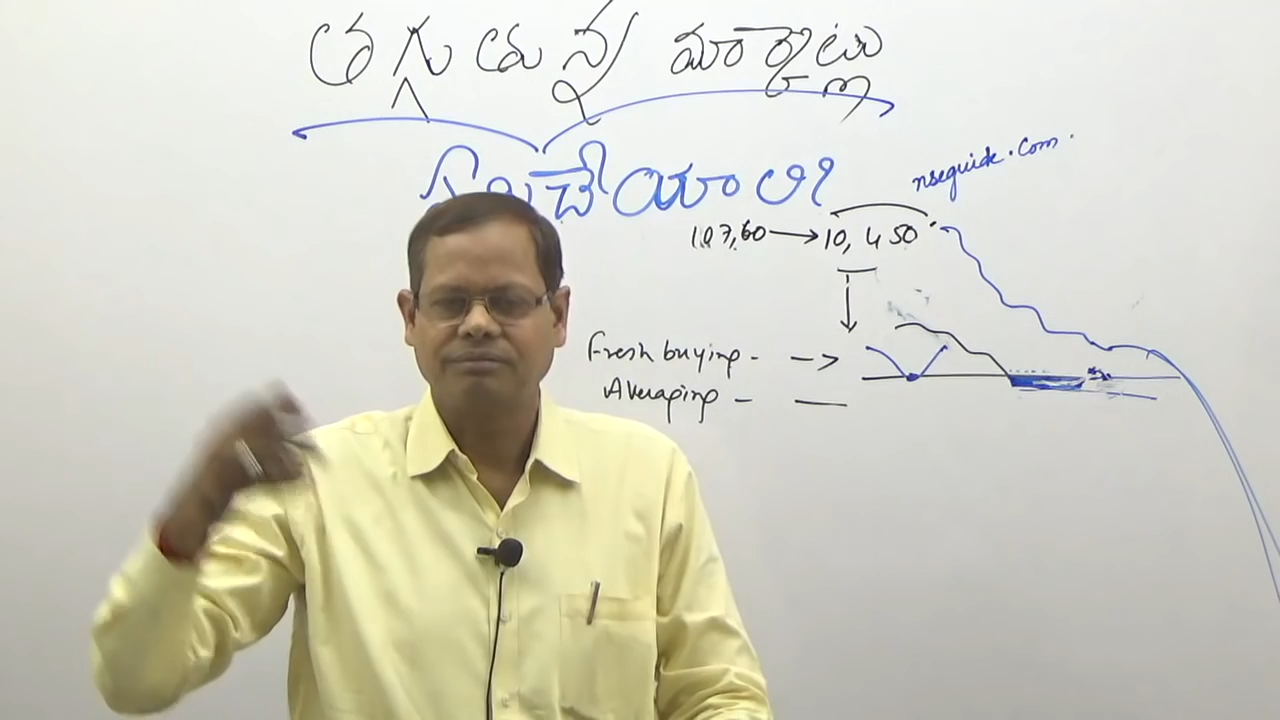 తగ్గుతున్న మార్కెట్లు
చేయాలి?
nseguide.com.
107,60 → 10,450
Fresh buying - →
Averaging -